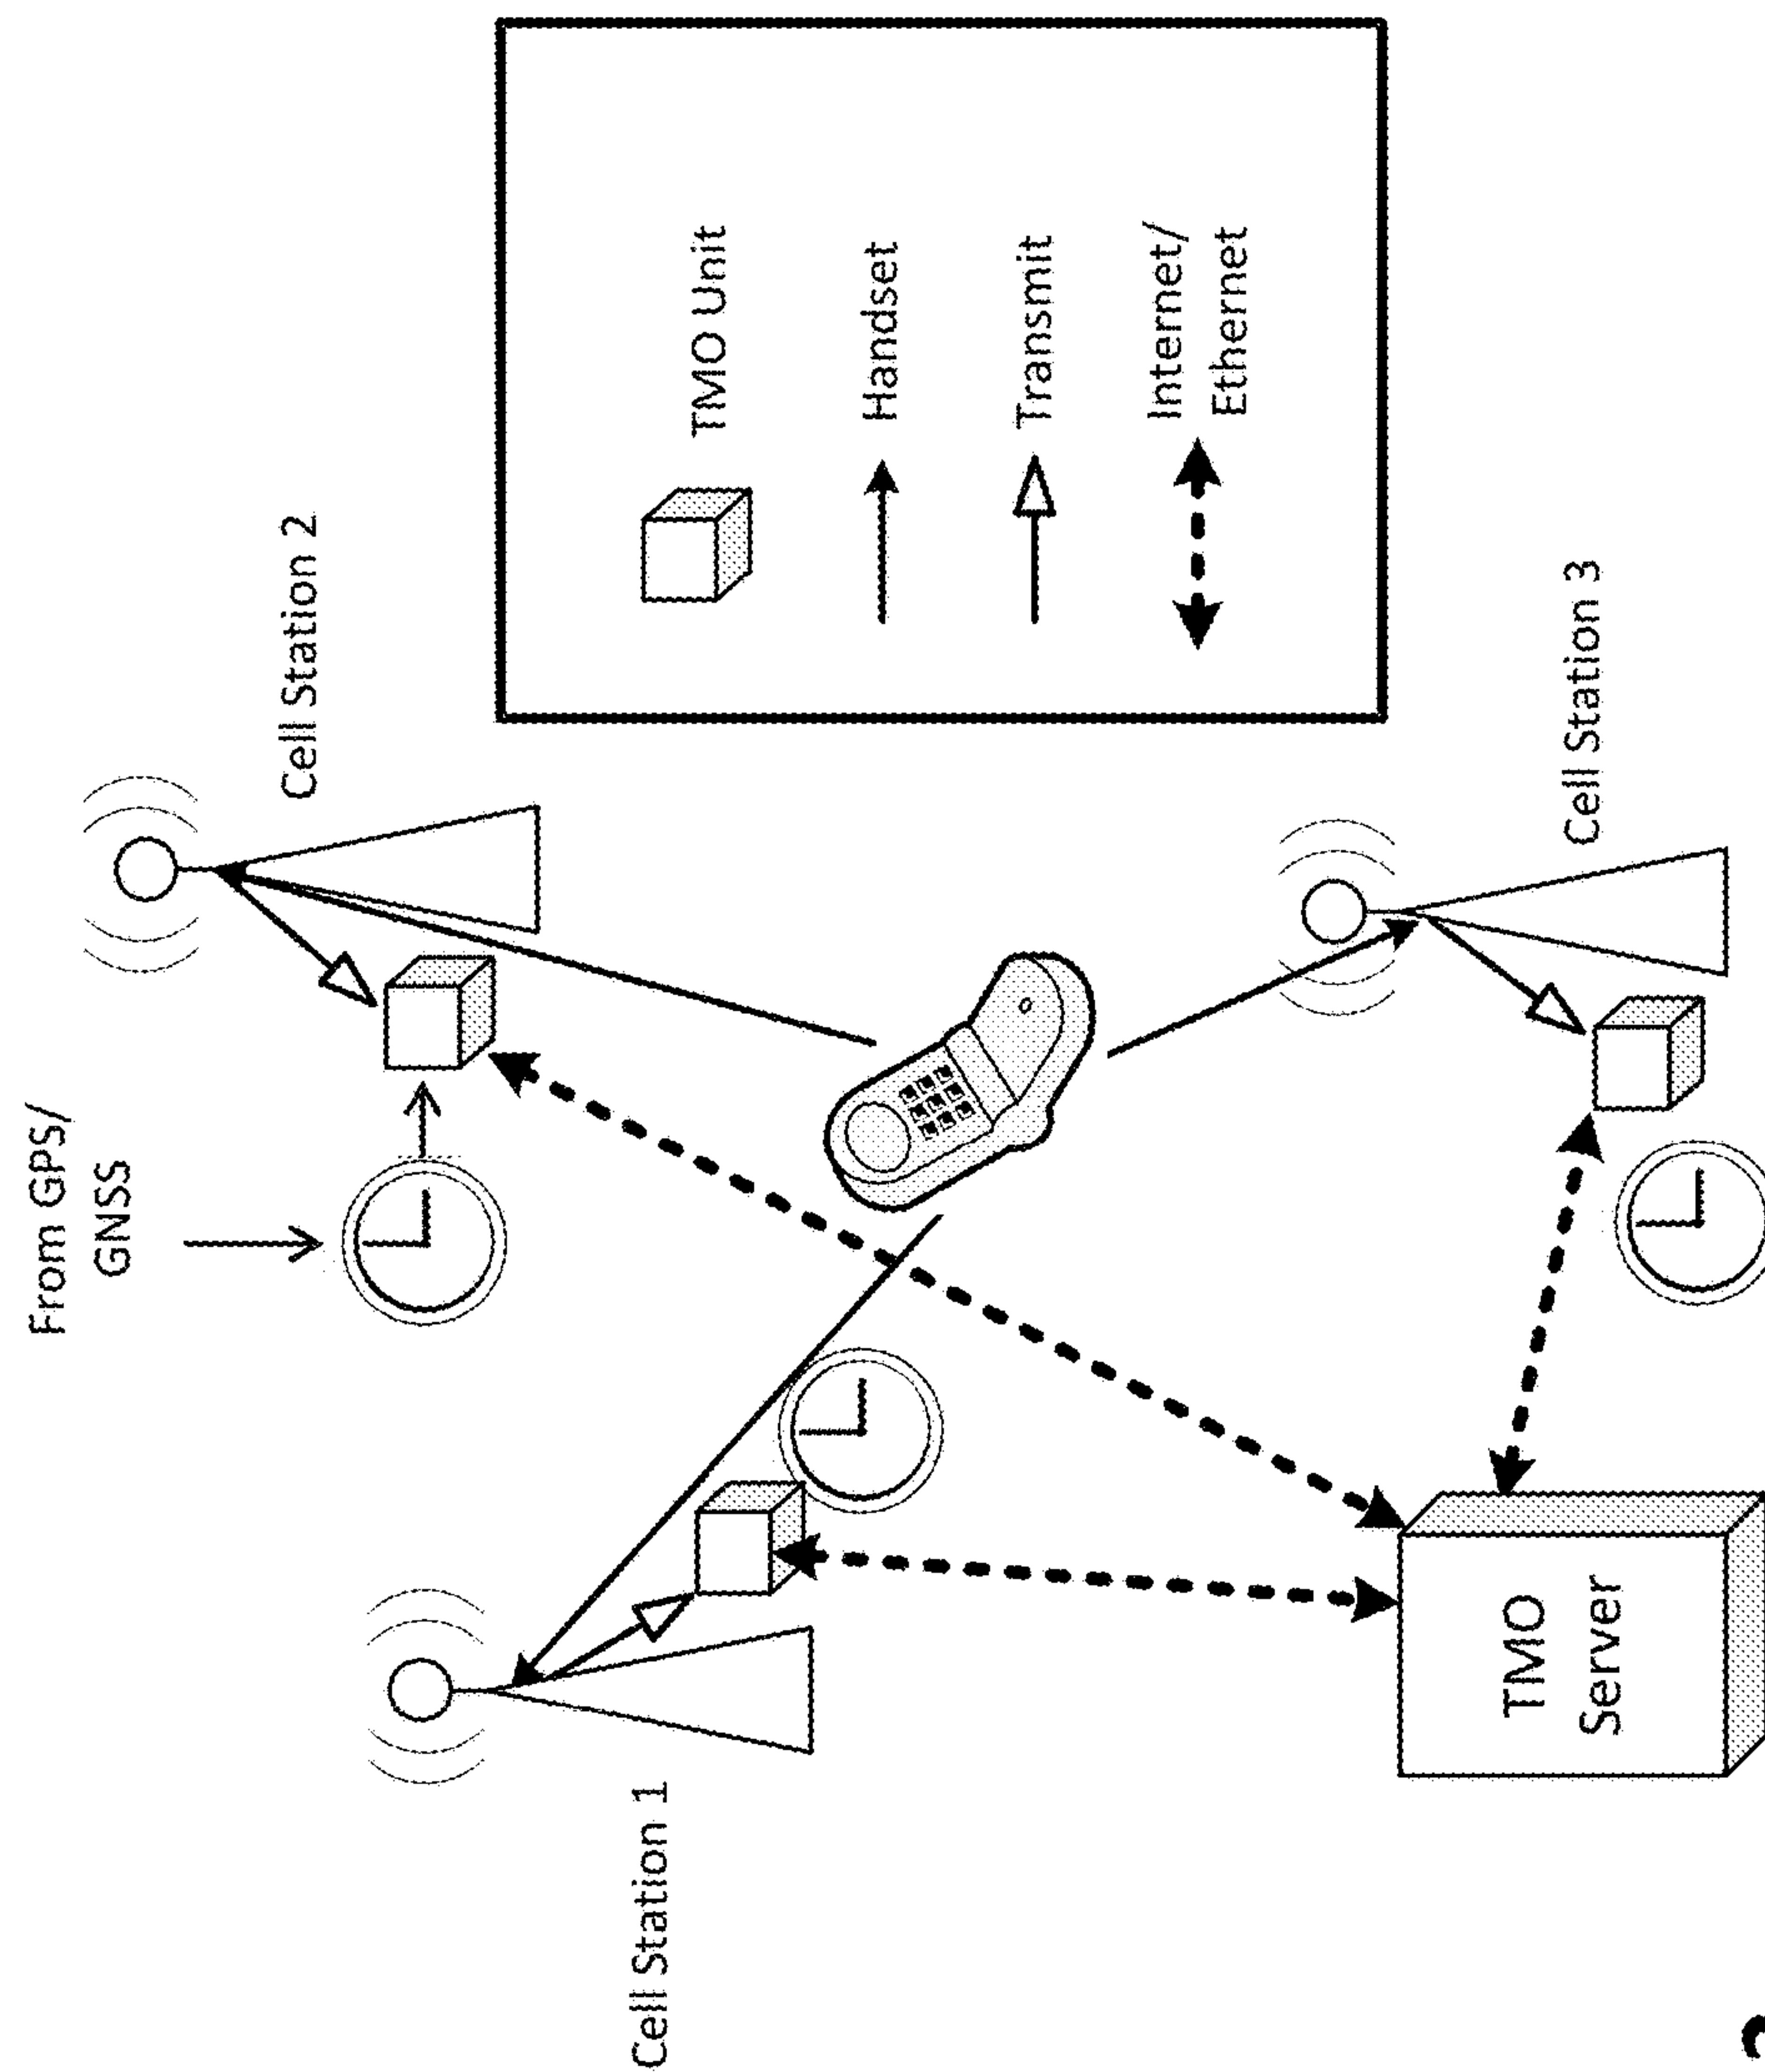 From GPS/
GNSS
Cell Station 2
Cell Station 1
TMO Unit
Handset
Transmit
Internet/
Ethernet
TMO
Server
Cell Station 3